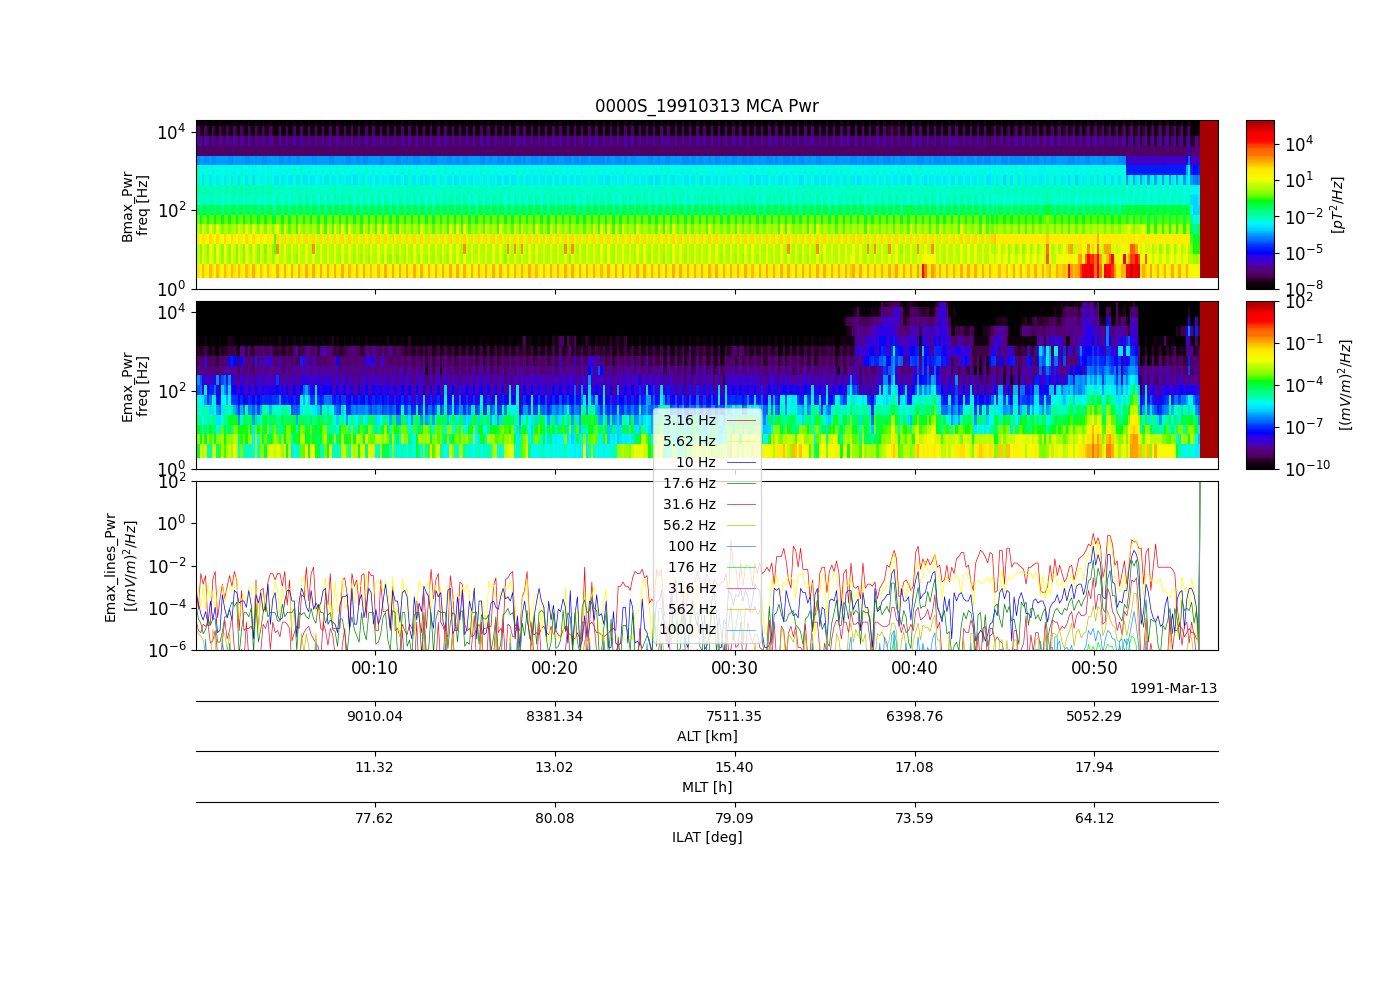 0000S_19910313 MCA Pwr
10^4
10^2
10^0
Bmax_Pwr
freq [Hz]
10^4
10^1
10^-2
10^-5
10^-8
[pT^2/Hz]
10^4
10^2
10^0
Emax_Pwr
freq [Hz]
10^2
10^-1
10^-4
10^-7
10^-10
[(mV/m)^2/Hz]
10^2
10^0
10^-2
10^-4
10^-6
Emax_lines_Pwr
[(mV/m)^2/Hz]
3.16 Hz
5.62 Hz
10 Hz
17.6 Hz
31.6 Hz
56.2 Hz
100 Hz
176 Hz
316 Hz
562 Hz
1000 Hz
00:10 00:20 00:30 00:40 00:50
1991-Mar-13
9010.04 8381.34 7511.35 6398.76 5052.29
ALT [km]
11.32 13.02 15.40 17.08 17.94
MLT [h]
77.62 80.08 79.09 73.59 64.12
ILAT [deg]